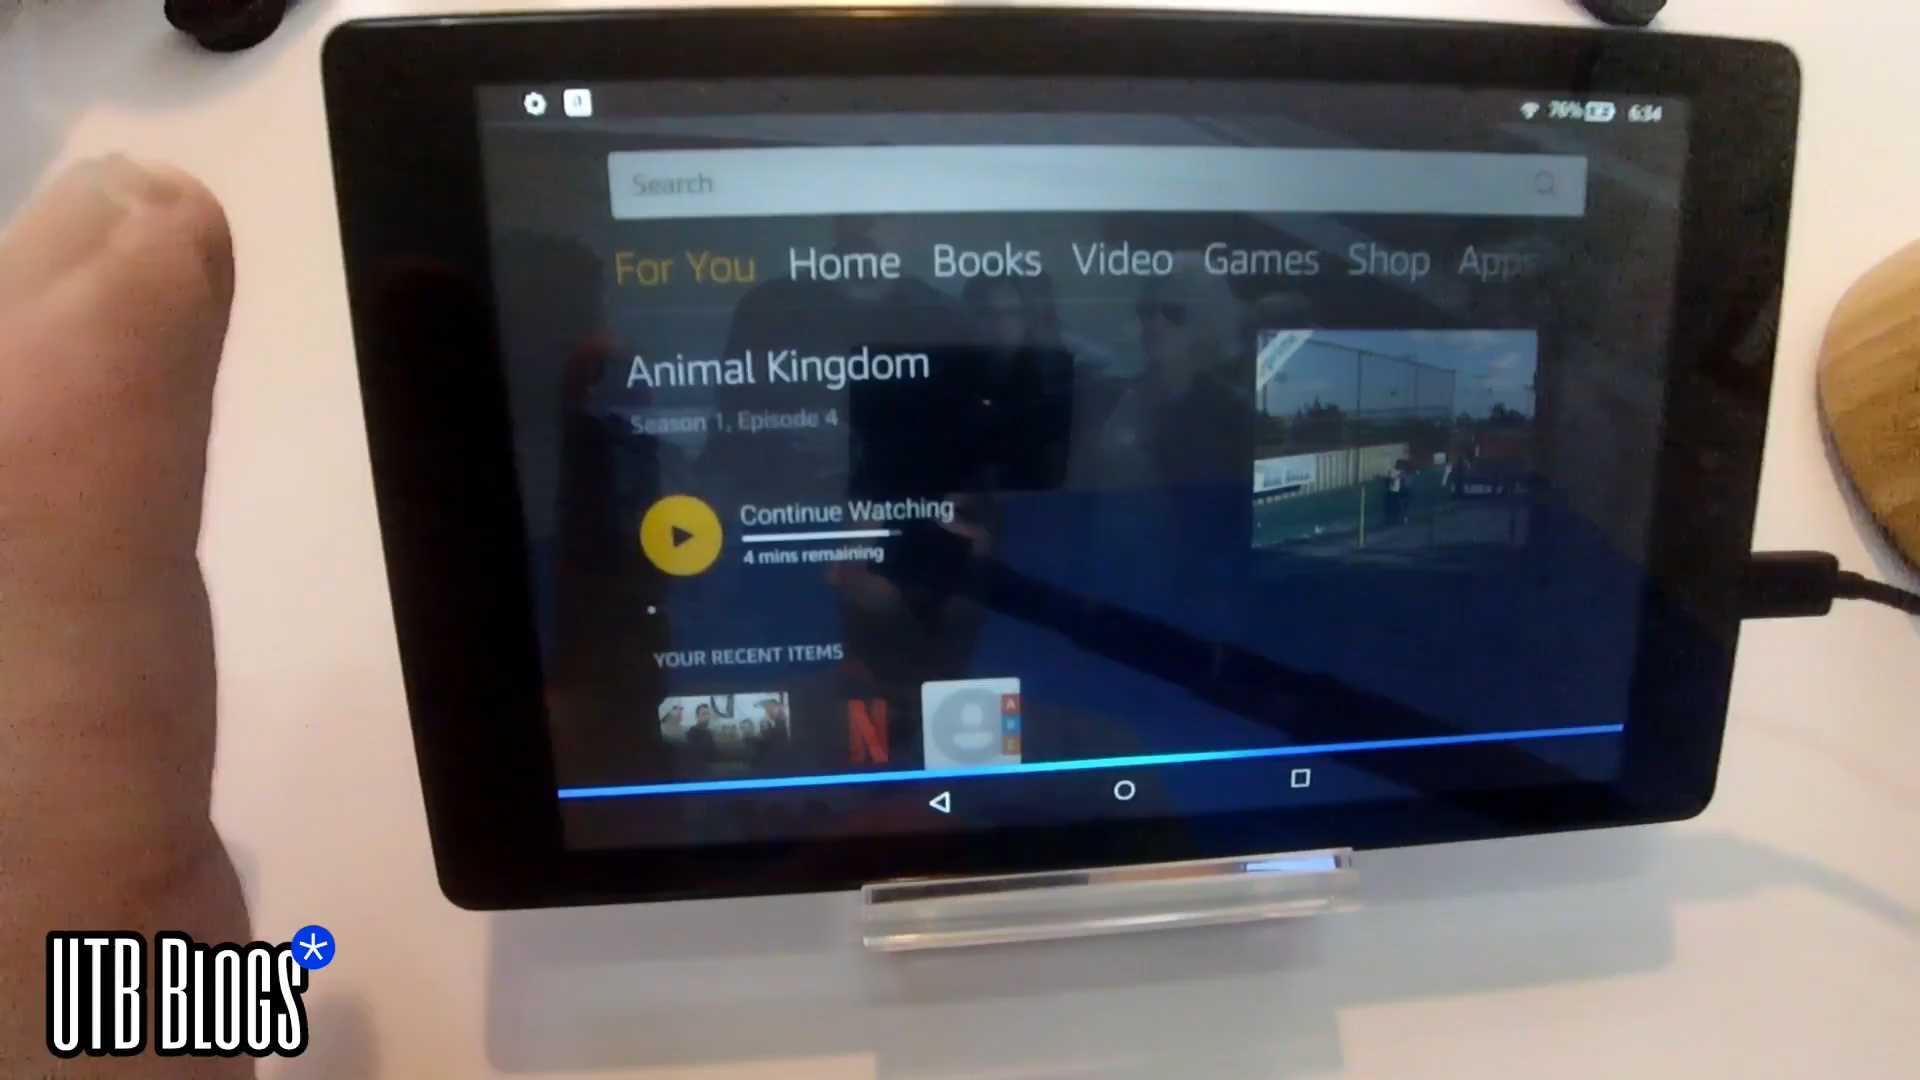 76% 6:34
Search
For You Home Books Video Games Shop Apps
Animal Kingdom
Season 1, Episode 4
Continue Watching
4 mins remaining
YOUR RECENT ITEMS
N
A
UTB BLOGS*